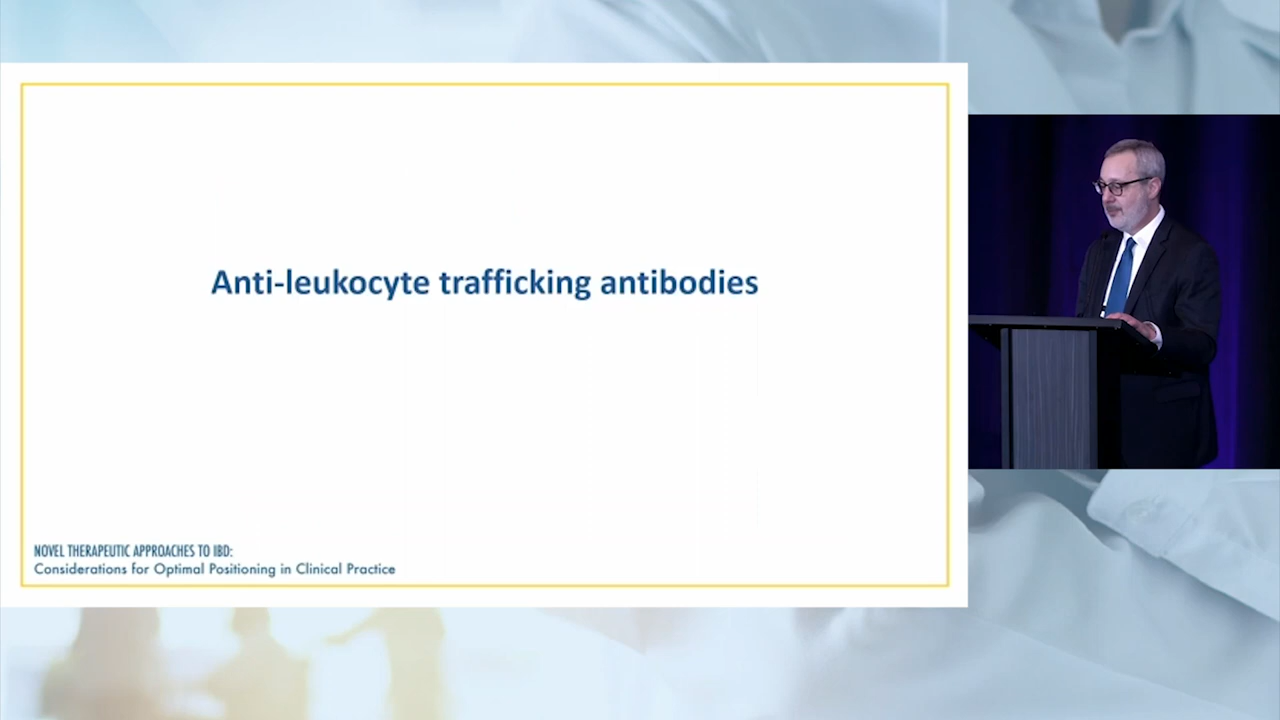 Anti-leukocyte trafficking antibodies
NOVEL THERAPEUTIC APPROACHES TO IBD:
Considerations for Optimal Positioning in Clinical Practice